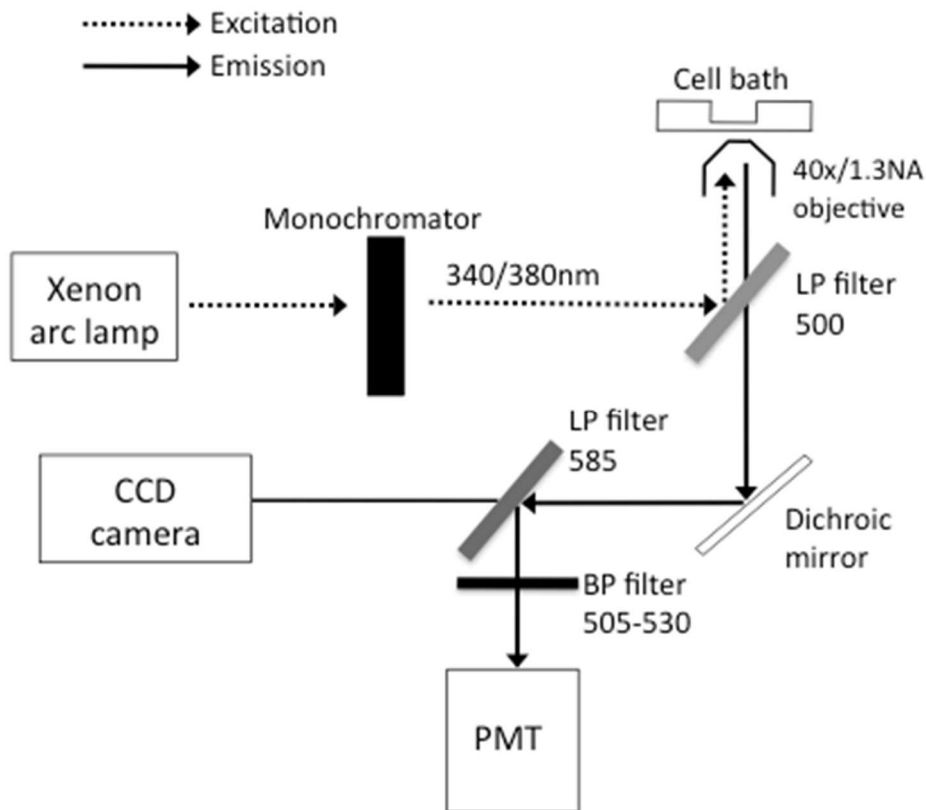 Excitation
Emission
Cell bath
40x/1.3NA
objective
Monochromator
340/380nm
Xenon
arc lamp
LP filter
500
LP filter
585
CCD
camera
Dichroic
mirror
BP filter
505-530
PMT